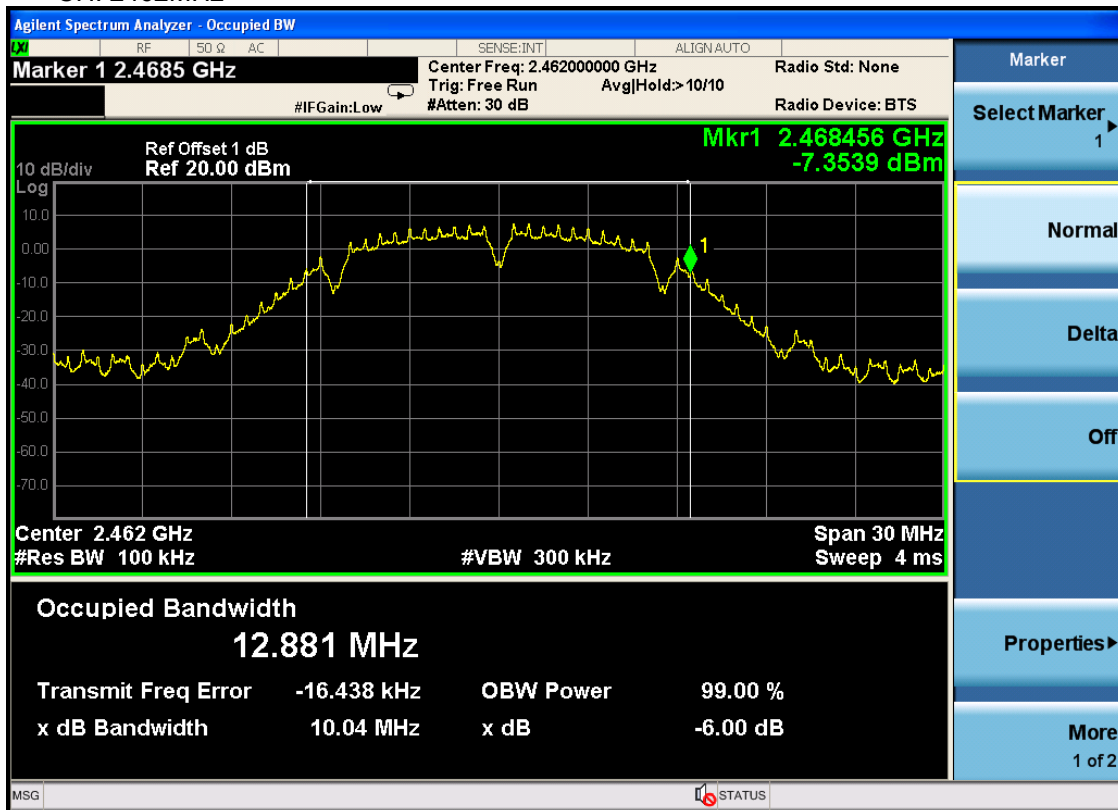 Agilent Spectrum Analyzer - Occupied BW
LXI RF 50 Ω AC SENSE:INT ALIGN AUTO
Marker 1 2.4685 GHz
Center Freq: 2.462000000 GHz Radio Std: None
Trig: Free Run Avg|Hold:> 10/10
#IFGain:Low #Atten: 30 dB Radio Device: BTS
Mkr1 2.468456 GHz
-7.3539 dBm
Ref Offset 1 dB
10 dB/div Ref 20.00 dBm
Log
10.0
0.00
-10.0
-20.0
-30.0
-40.0
-50.0
-60.0
-70.0
1
Center 2.462 GHz Span 30 MHz
#Res BW 100 kHz #VBW 300 kHz Sweep 4 ms
Occupied Bandwidth
12.881 MHz
Transmit Freq Error -16.438 kHz OBW Power 99.00 %
x dB Bandwidth 10.04 MHz x dB -6.00 dB
MSG STATUS
Marker
Select Marker
1
Normal
Delta
Off
Properties
More
1 of 2